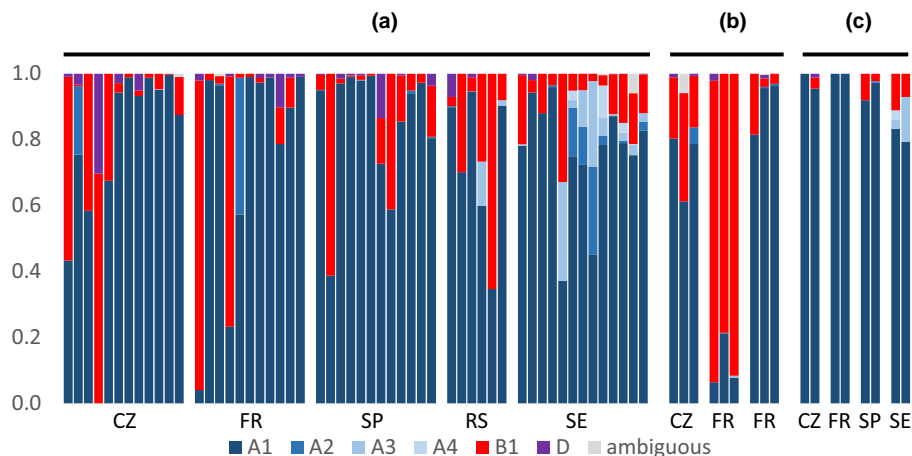 (a) (b) (c)
1.0
0.8
0.6
0.4
0.2
0.0
CZ FR SP RS SE CZ FR FR CZ FR SP SE
A1 A2 A3 A4 B1 D ambiguous